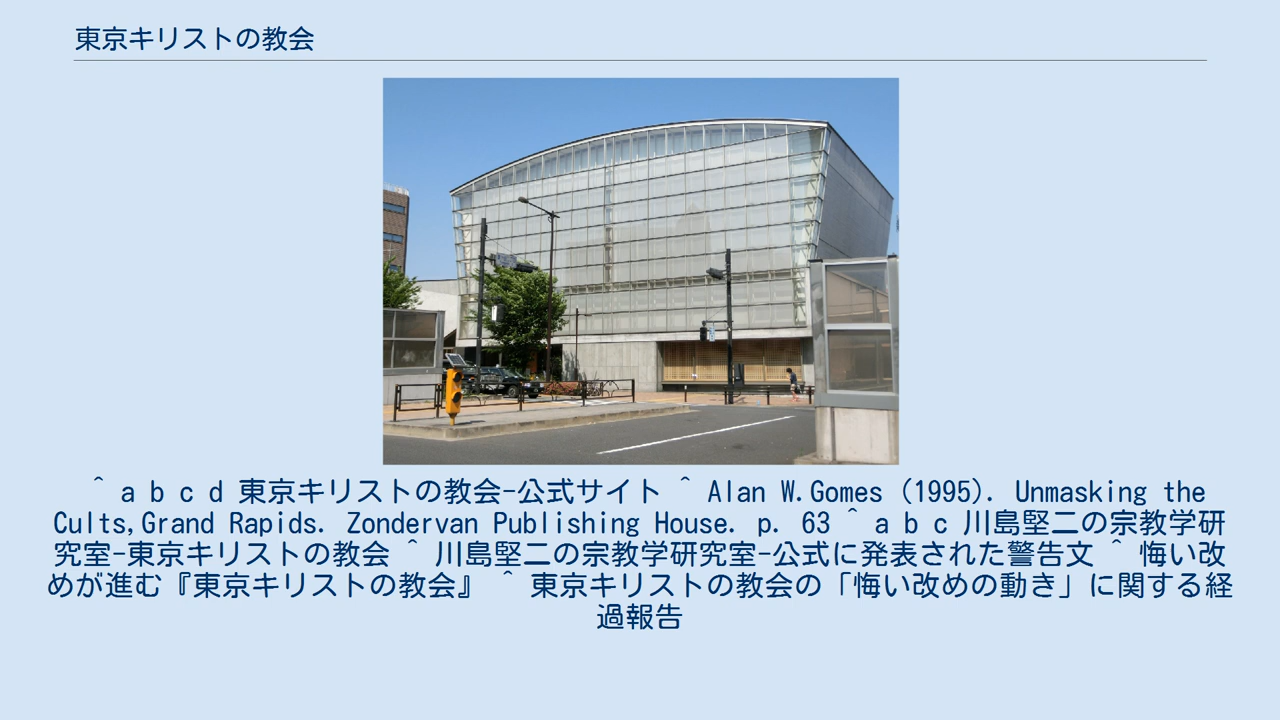 東京キリストの教会
^ a b c d 東京キリストの教会-公式サイト ^ Alan W.Gomes (1995). Unmasking the
Cults,Grand Rapids. Zondervan Publishing House. p. 63 ^ a b c 川島堅二の宗教学研
究室-東京キリストの教会 ^ 川島堅二の宗教学研究室-公式に発表された警告文 ^ 悔い改
めが進む『東京キリストの教会』 ^ 東京キリストの教会の「悔い改めの動き」に関する経
過報告